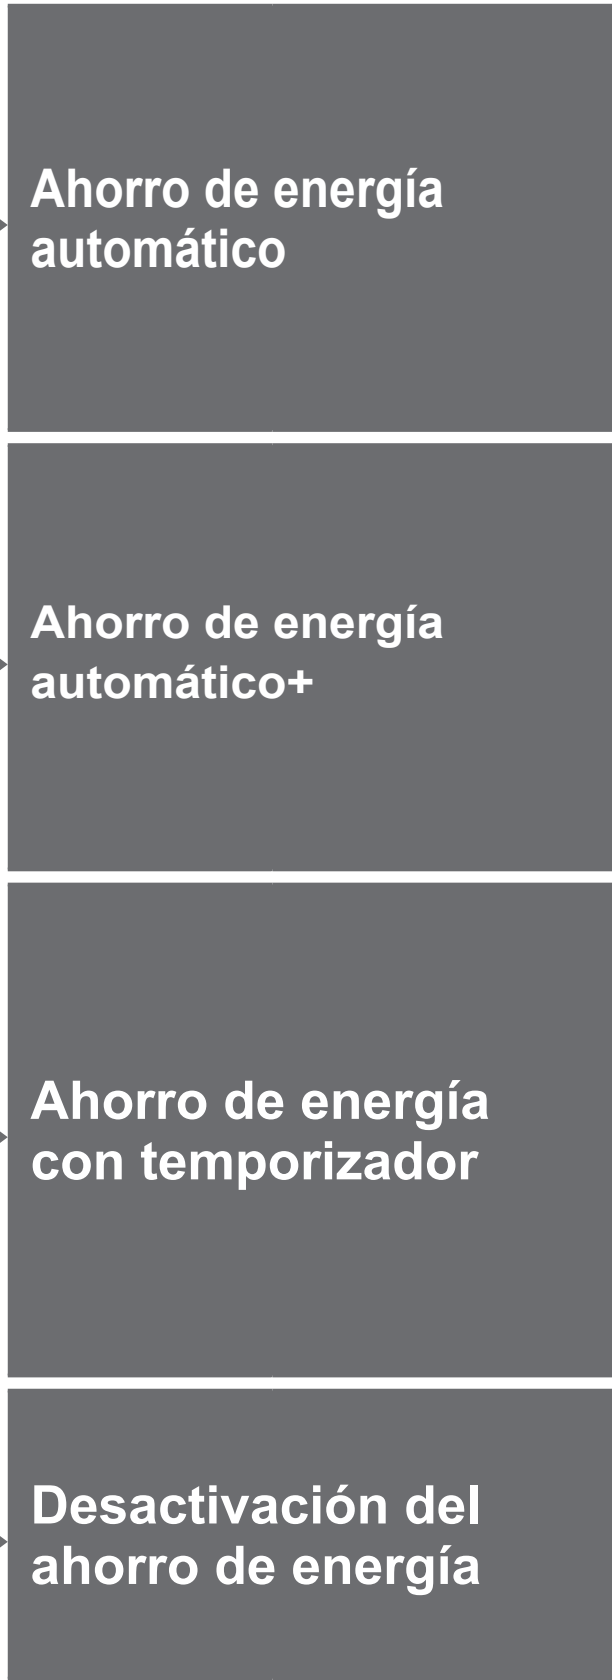 Ahorro de energía
automático
Ahorro de energía
automático+
Ahorro de energía
con temporizador
Desactivación del
ahorro de energía